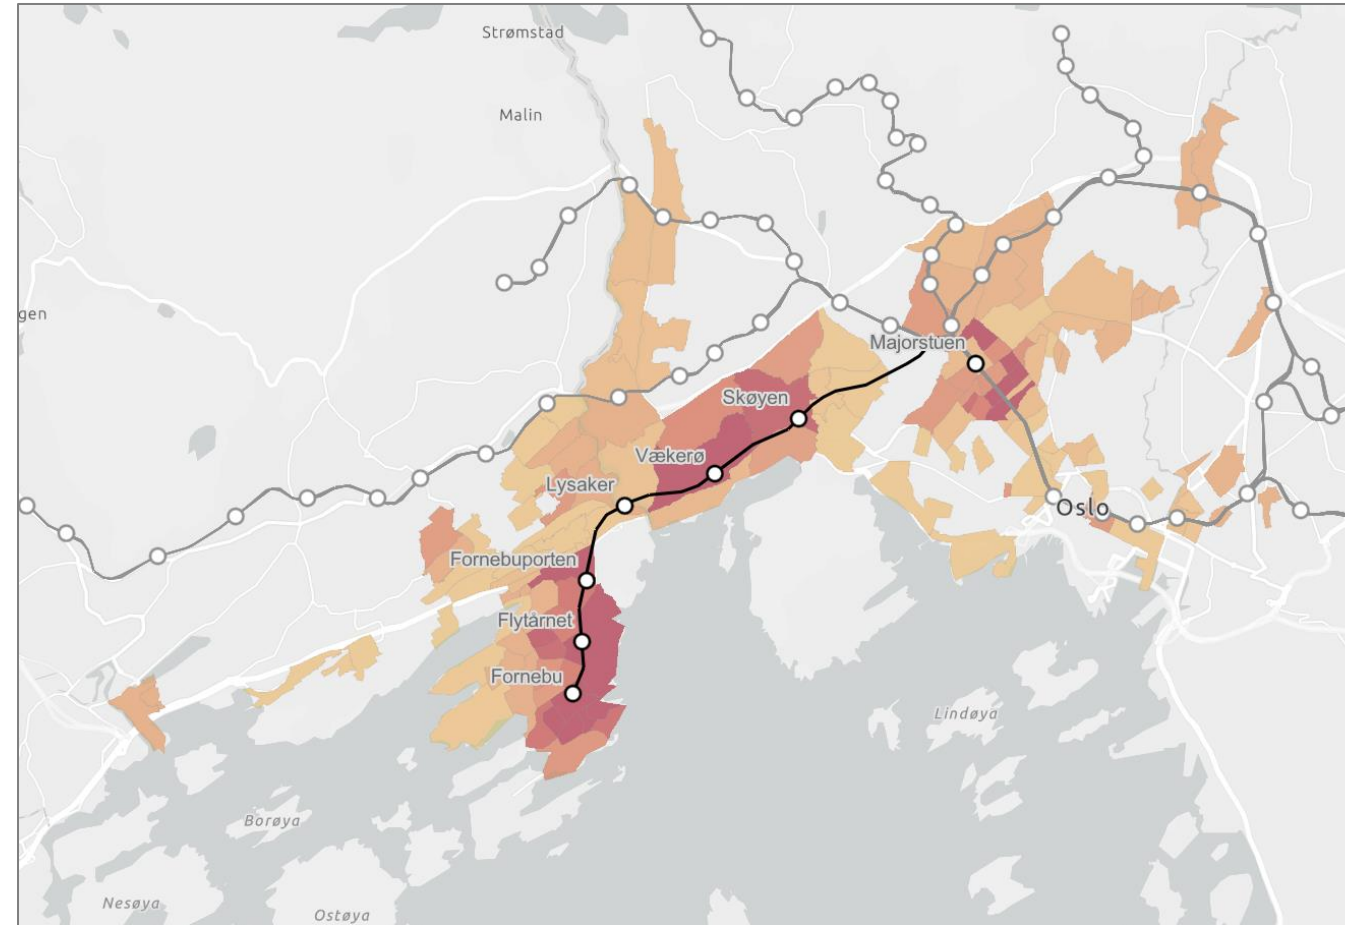 Strømstad
Malin
gen
Majorstuen
Skøyen
Vækerø
Lysaker
Oslo
Fornebuporten
Flytårnet
Fornebu
Lindøya
Borøya
Nesøya
Ostøya